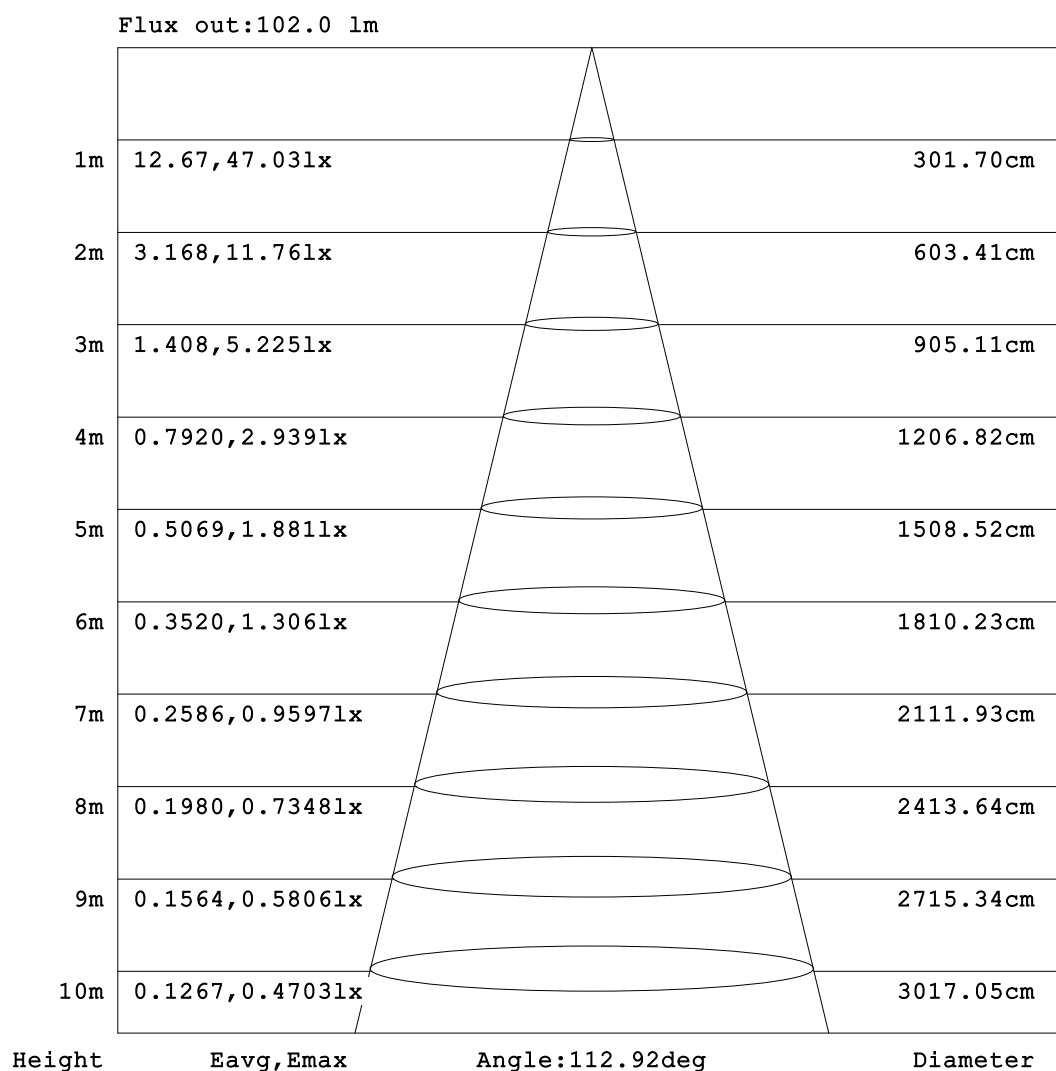 Flux out:102.0 lm
1m 12.67,47.03lx 301.70cm
2m 3.168,11.76lx 603.41cm
3m 1.408,5.225lx 905.11cm
4m 0.7920,2.939lx 1206.82cm
5m 0.5069,1.881lx 1508.52cm
6m 0.3520,1.306lx 1810.23cm
7m 0.2586,0.9597lx 2111.93cm
8m 0.1980,0.7348lx 2413.64cm
9m 0.1564,0.5806lx 2715.34cm
10m 0.1267,0.4703lx 3017.05cm
Height Eavg,Emax Angle:112.92deg Diameter